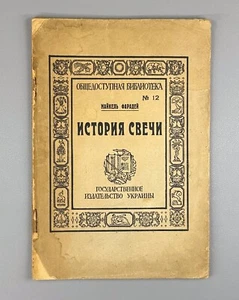 ОБЩЕДОСТУПНАЯ БИБЛИОТЕКА
№ 12
МАЙКЕЛЬ ФАРАДЕЙ
ИСТОРИЯ СВЕЧИ
ГОСУДАРСТВЕННОЕ
ИЗДАТЕЛЬСТВО УКРАИНЫ